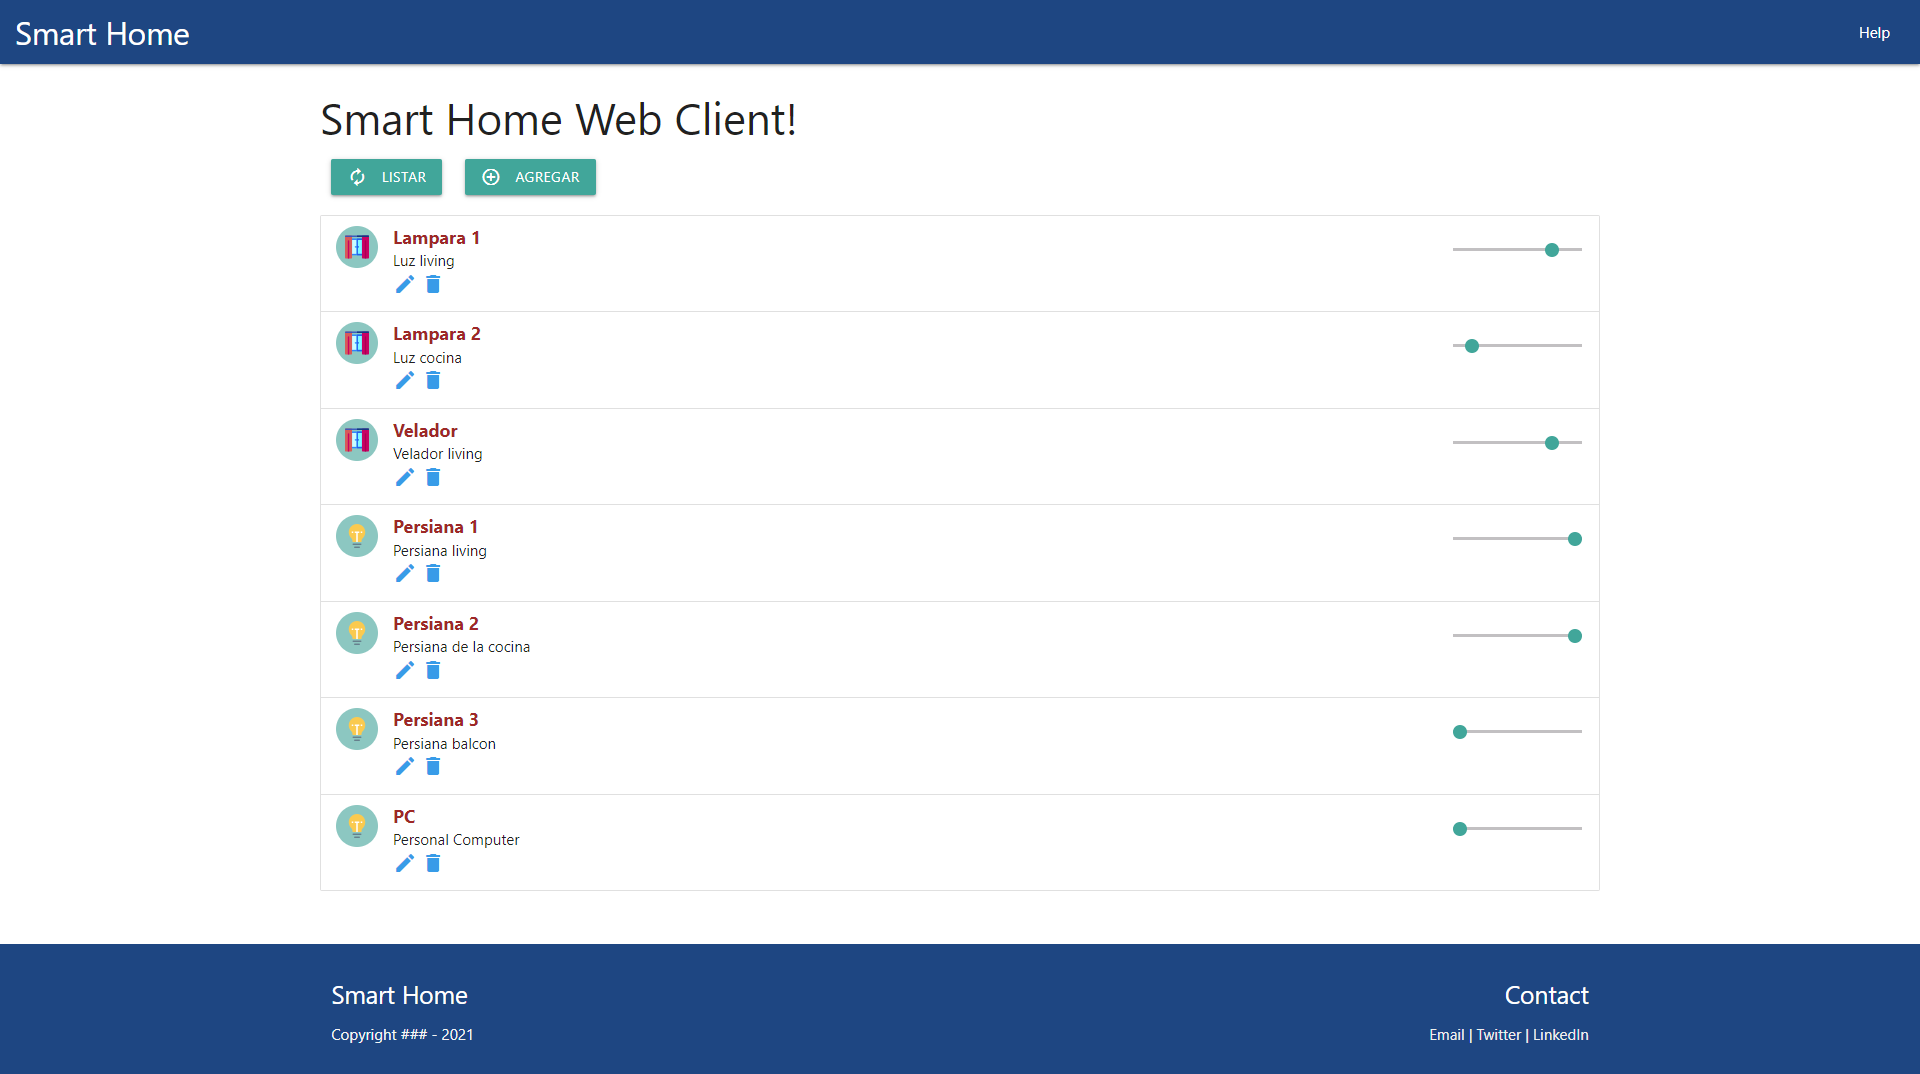 Smart Home
Help
Smart Home Web Client!
LISTAR
AGREGAR
Lampara 1
Luz living
Lampara 2
Luz cocina
Velador
Velador living
Persiana 1
Persiana living
Persiana 2
Persiana de la cocina
Persiana 3
Persiana balcon
PC
Personal Computer
Smart Home
Copyright ### - 2021
Contact
Email | Twitter | LinkedIn